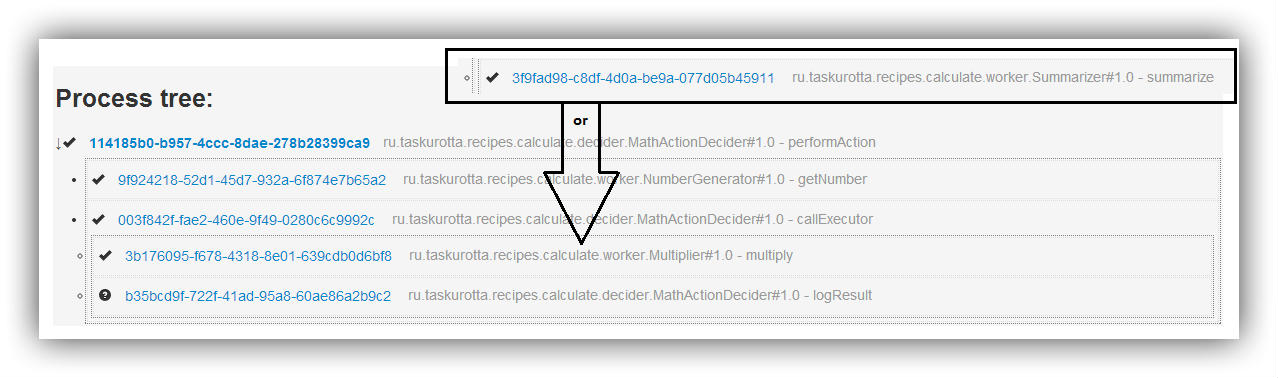 3f9fad98-c8df-4d0a-be9a-077d05b45911 ru.taskurotta.recipes.calculate.worker.Summarizer#1.0 - summarize
Process tree:
or
114185b0-b957-4ccc-8dae-278b28399ca9 ru.taskurotta.recipes.calculate.decider.MathActionDecider#1.0 - performAction
9f924218-52d1-45d7-932a-6f874e7b65a2 ru.taskurotta.recipes.calculate.worker.NumberGenerator#1.0 - getNumber
003f842f-fae2-460e-9f49-0280c6c9992c ru.taskurotta.recipes.calculate.decider.MathActionDecider#1.0 - callExecutor
3b176095-f678-4318-8e01-639cdb0d6bf8 ru.taskurotta.recipes.calculate.worker.Multiplier#1.0 - multiply
b35bcd9f-722f-41ad-95a8-60ae86a2b9c2 ru.taskurotta.recipes.calculate.decider.MathActionDecider#1.0 - logResult